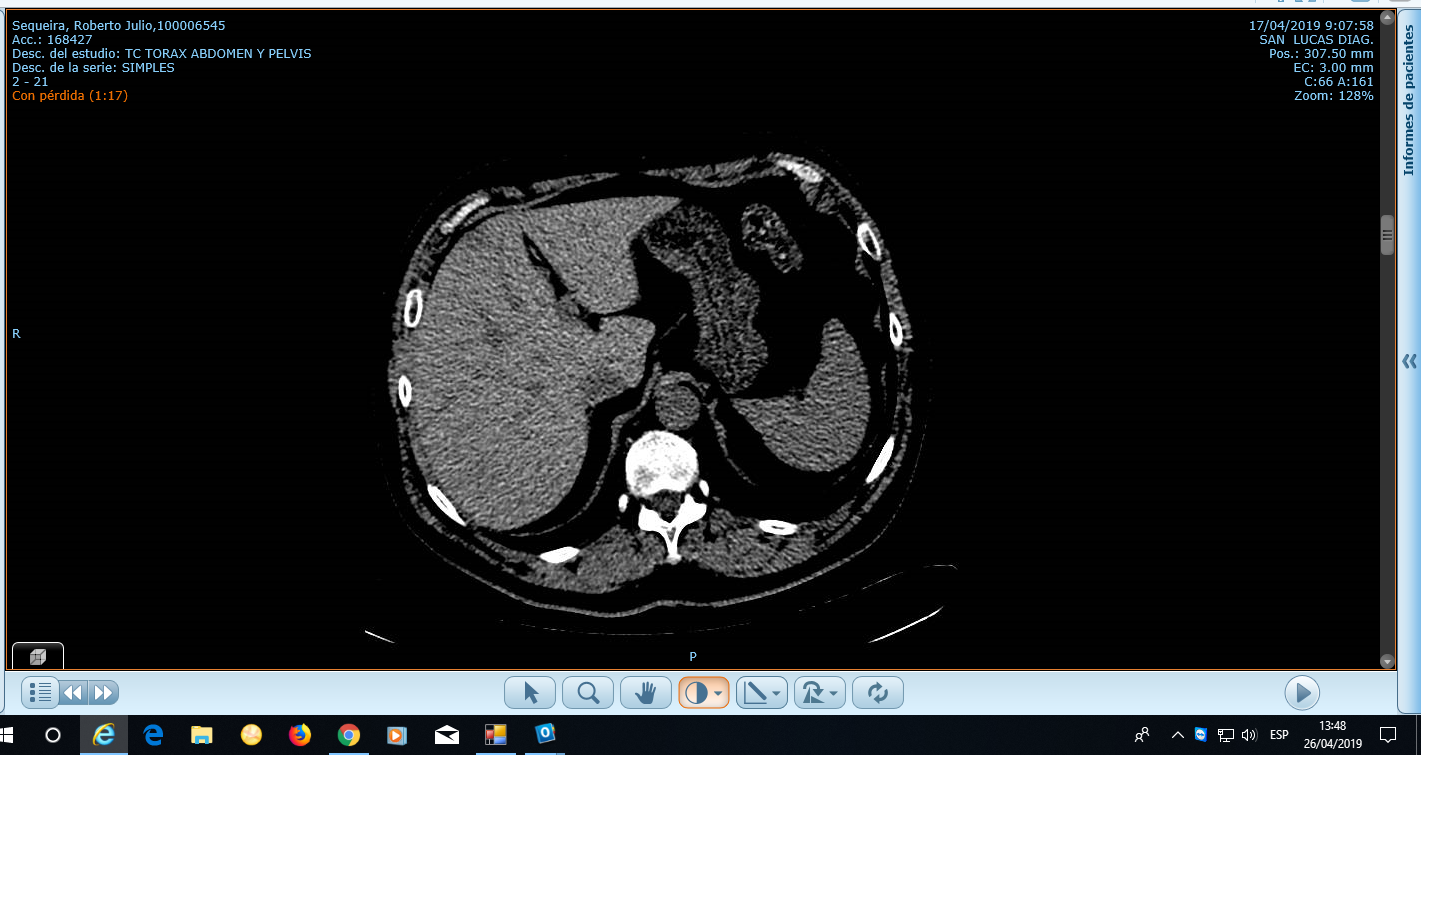 Sequeira, Roberto Julio,100006545
Acc.: 168427
Desc. del estudio: TC TORAX ABDOMEN Y PELVIS
Desc. de la serie: SIMPLES
2 - 21
Con pérdida (1:17)
17/04/2019 9:07:58
SAN LUCAS DIAG.
Pos.: 307.50 mm
EC: 3.00 mm
C:66 A:161
Zoom: 128%
Informes de pacientes
R
P
ESP
13:48
26/04/2019